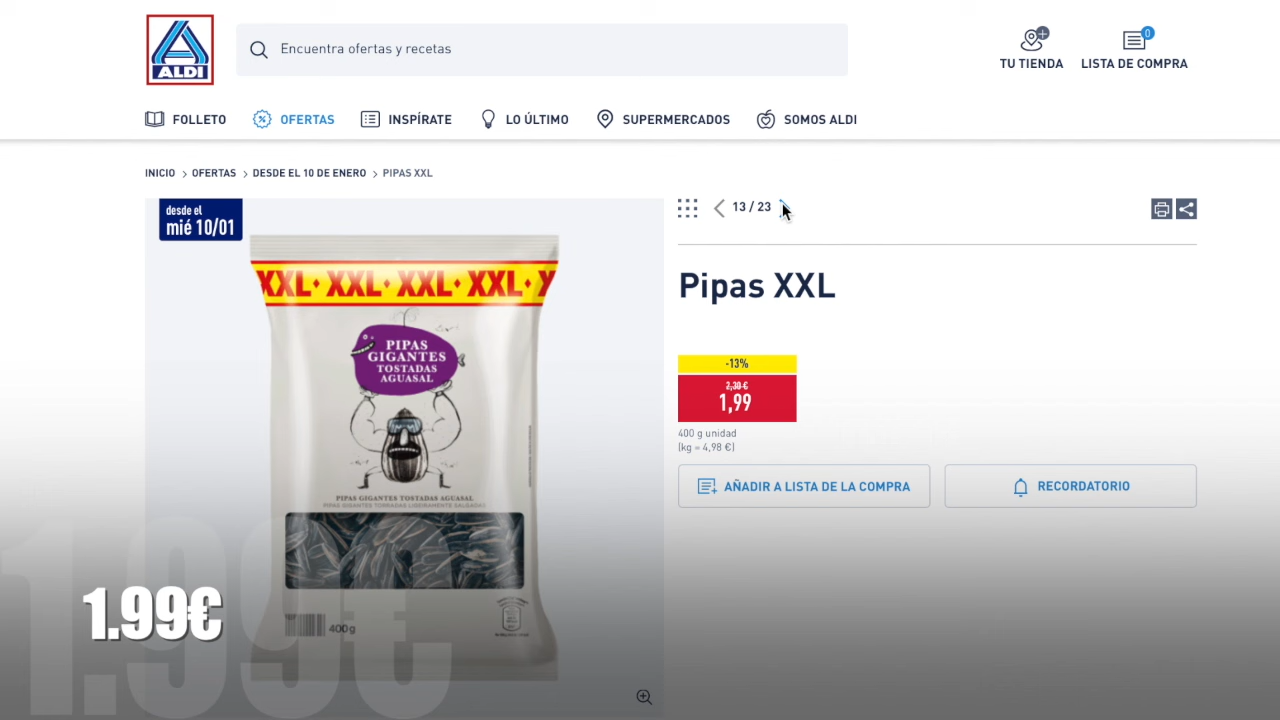 ALDI
Encuentra ofertas y recetas
TU TIENDA
0
LISTA DE COMPRA
FOLLETO
OFERTAS
INSPÍRATE
LO ÚLTIMO
SUPERMERCADOS
SOMOS ALDI
INICIO > OFERTAS > DESDE EL 10 DE ENERO > PIPAS XXL
desde el
mié 10/01
XXL· XXL· XXL· XXL· X
PIPAS
GIGANTES
TOSTADAS
AGUASAL
PIPAS GIGANTES TOSTADAS AGUASAL
400g
13 / 23
Pipas XXL
-13%
2,30 €
1,99
400 g unidad
(kg = 4,98 €)
AÑADIR A LISTA DE LA COMPRA
RECORDATORIO
1.99€
1.99€